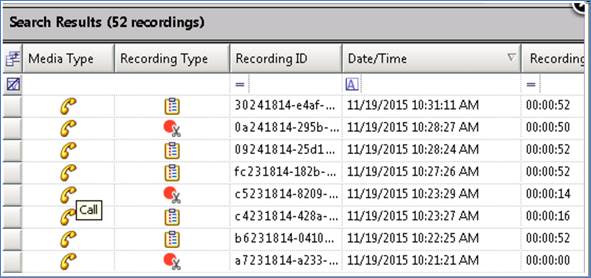 Search Results (52 recordings)
Media Type Recording Type Recording ID Date/Time Recording
= A =
30241814-e4af-... 11/19/2015 10:31:11 AM 00:00:52
0a241814-295b-... 11/19/2015 10:28:27 AM 00:00:50
09241814-25d1... 11/19/2015 10:28:24 AM 00:00:52
fc231814-182b-... 11/19/2015 10:27:26 AM 00:00:52
c5231814-8209-... 11/19/2015 10:23:29 AM 00:00:14
Call
c4231814-428a-... 11/19/2015 10:23:27 AM 00:00:16
b6231814-0410... 11/19/2015 10:22:25 AM 00:00:52
a7231814-a233-... 11/19/2015 10:21:21 AM 00:00:00